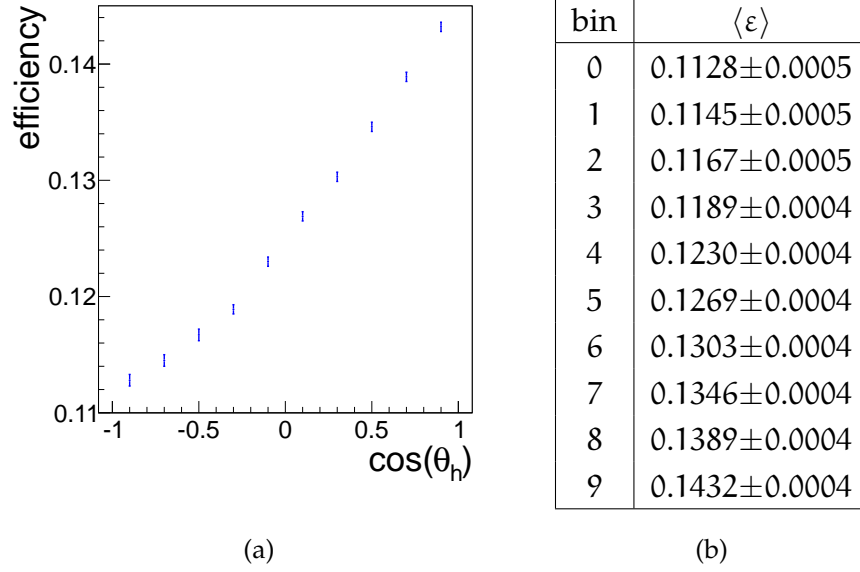 efficiency
0.14
0.13
0.12
0.11
-1 -0.5 0 0.5 1
cos(θh)
(a)
bin ⟨ε⟩
0 0.1128±0.0005
1 0.1145±0.0005
2 0.1167±0.0005
3 0.1189±0.0004
4 0.1230±0.0004
5 0.1269±0.0004
6 0.1303±0.0004
7 0.1346±0.0004
8 0.1389±0.0004
9 0.1432±0.0004
(b)